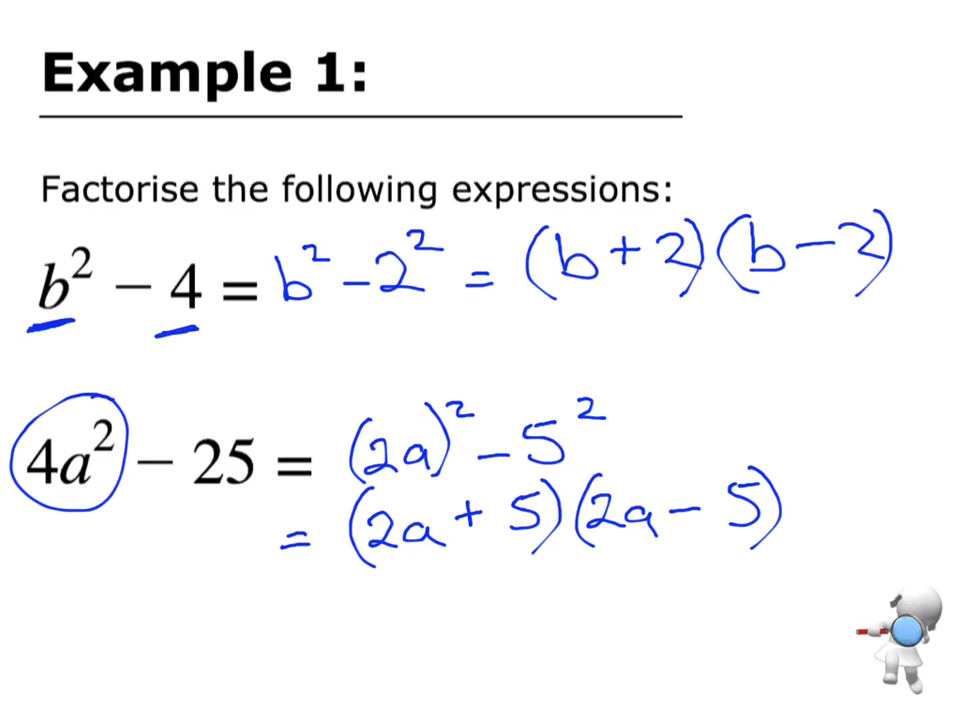 Example 1:
Factorise the following expressions:
b² − 4 = b² − 2² = (b + 2)(b − 2)
4a² − 25 = (2a)² − 5²
= (2a + 5)(2a − 5)